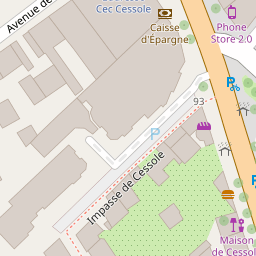 Avenue de
Cec Cessole
Caisse
d'Épargne
Phone
Store 2.0
93
P
P
Impasse de Cessole
Maison
de Cessol